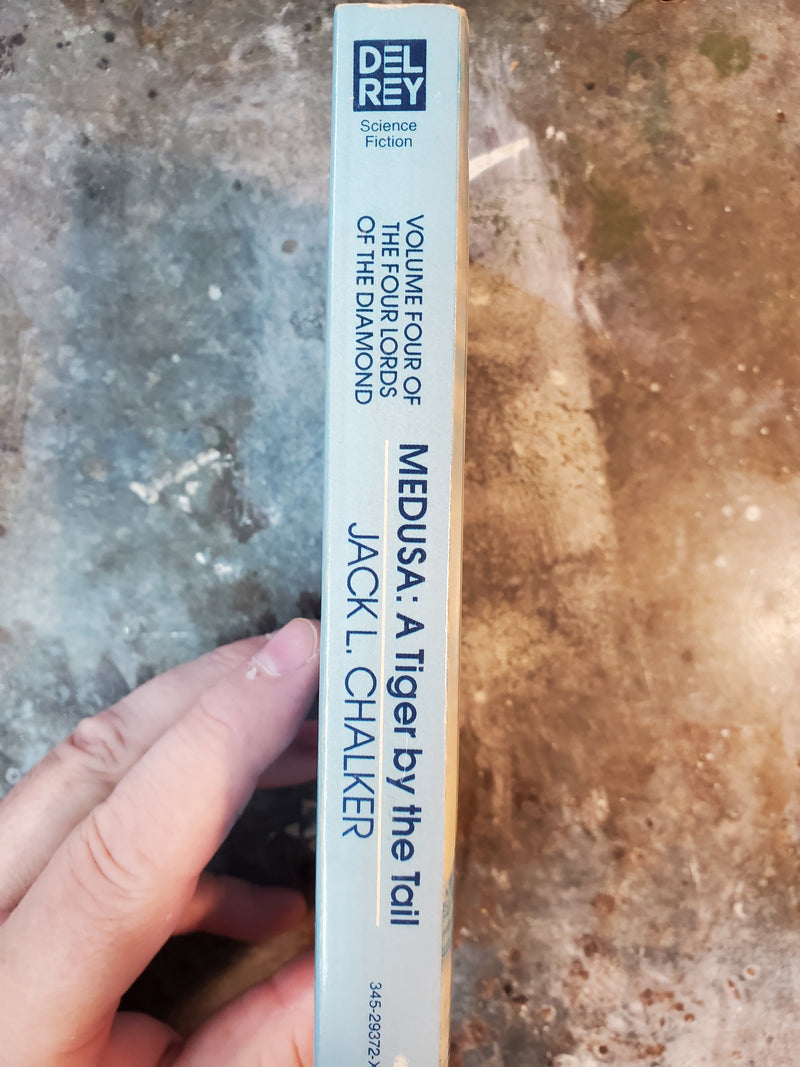 DEL
REY
Science
Fiction
VOLUME FOUR OF
THE FOUR LORDS
OF THE DIAMOND
MEDUSA: A Tiger by the Tail
JACK L. CHALKER
345-29372-X